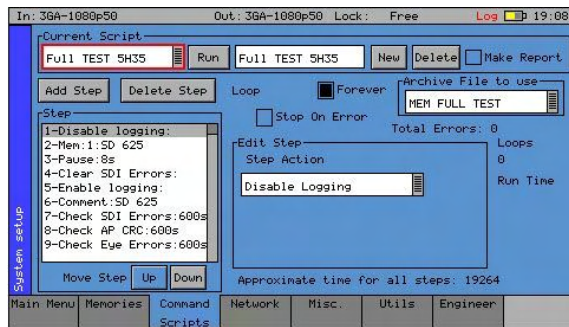 In: 3GA-1080p50 Out: 3GA-1080p50 Lock: Free Log 19:08
Current Script
Full TEST 5H35 Run Full TEST 5H35 New Delete Make Report
Add Step Delete Step Loop Forever Archive File to use
MEM FULL TEST
Stop On Error
Total Errors: 0
Step
1-Disable logging:
2-Mem:1:SD 625
3-Pause:8s
4-Clear SDI Errors:
5-Enable logging:
6-Comment:SD 625
7-Check SDI Errors:600s
8-Check AP CRC:600s
9-Check Eye Errors:600s
Edit Step
Step Action
Disable Logging
Loops
0
Run Time
Move Step Up Down
Approximate time for all steps: 19264
System setup
Main Menu Memories Command Scripts Network Misc. Utils Engineer